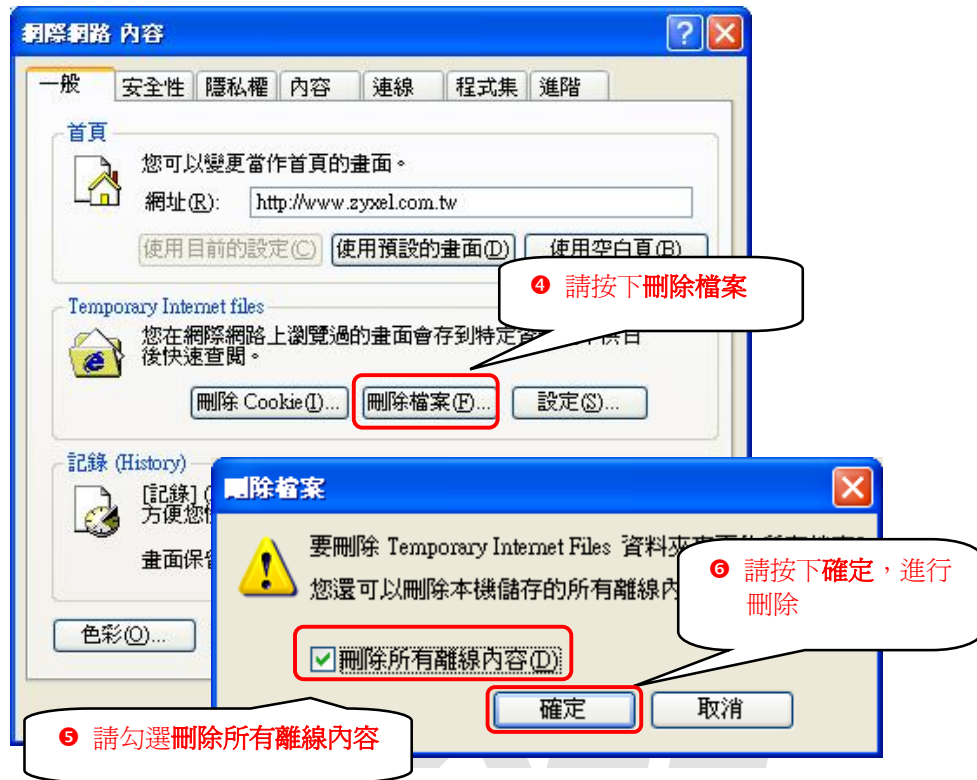 網際網路 內容
一般 安全性 隱私權 內容 連線 程式集 進階
首頁
您可以變更當作首頁的畫面。
網址(R): http://www.zyxel.com.tw
使用目前的設定(C) 使用預設的畫面(D) 使用空白頁(B)
❹ 請按下刪除檔案
Temporary Internet files
您在網際網路上瀏覽過的畫面會存到特定
後快速查閱。
刪除 Cookie(I)... 刪除檔案(F)... 設定(S)...
記錄 (History)
[記錄]
方便您
畫面保
色彩(O)...
刪除檔案
要刪除 Temporary Internet Files 資料夾
您還可以刪除本機儲存的所有離線內
❻ 請按下確定，進行
刪除
刪除所有離線內容(D)
確定 取消
❺ 請勾選刪除所有離線內容